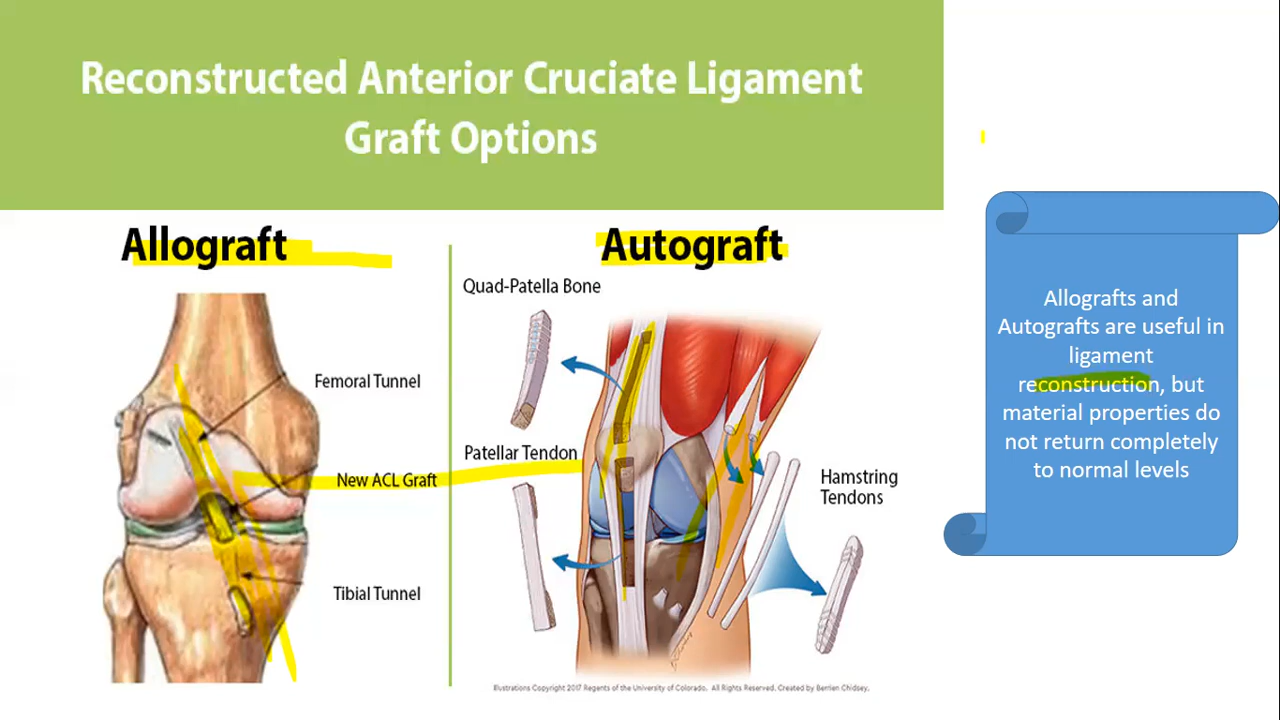 Reconstructed Anterior Cruciate Ligament
Graft Options
Allograft
Femoral Tunnel
New ACL Graft
Tibial Tunnel
Autograft
Quad-Patella Bone
Patellar Tendon
Hamstring
Tendons
Illustrations Copyright 2017 Regents of the University of Colorado. All Rights Reserved. Created by Berrien Chidsey.
Allografts and
Autografts are useful in
ligament
reconstruction, but
material properties do
not return completely
to normal levels